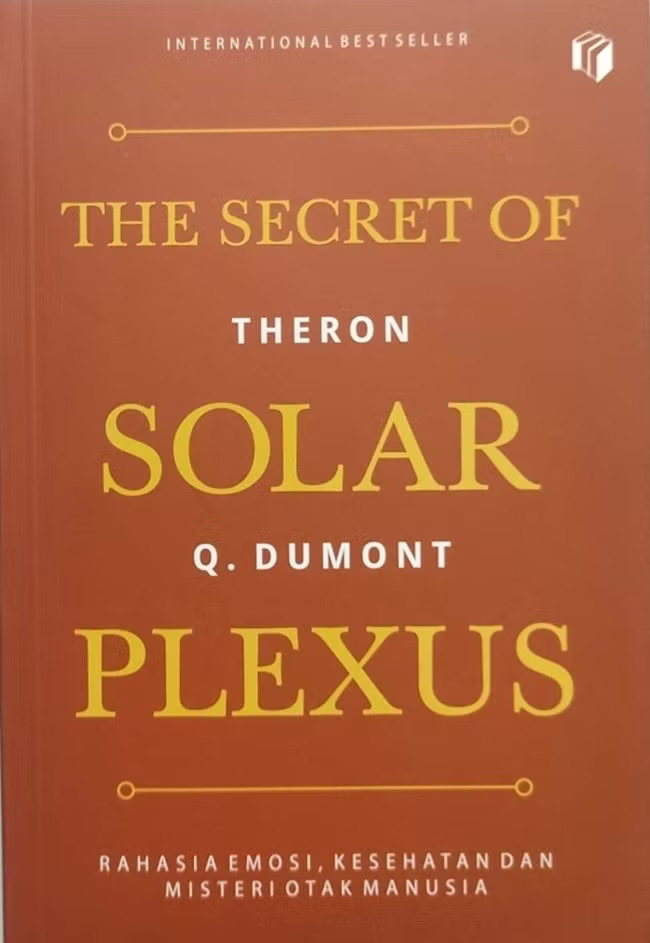 INTERNATIONAL BEST SELLER
THE SECRET OF
THERON
SOLAR
Q. DUMONT
PLEXUS
RAHASIA EMOSI, KESEHATAN DAN
MISTERI OTAK MANUSIA